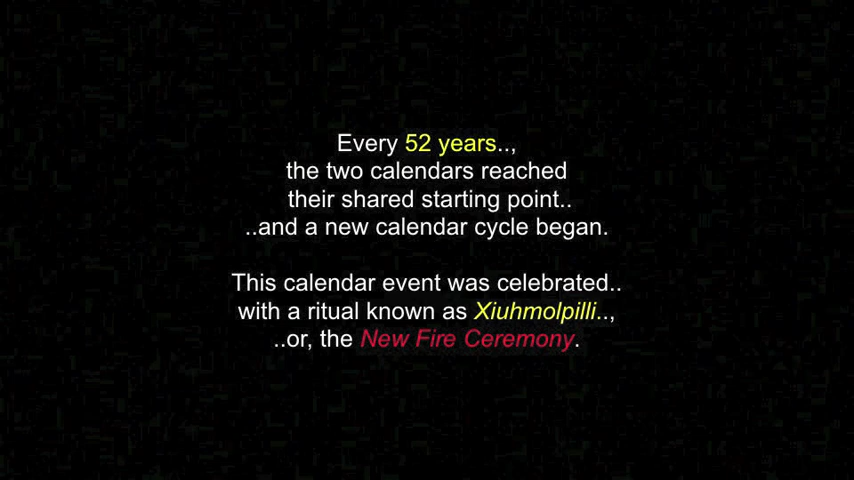 Every 52 years..,
the two calendars reached
their shared starting point..
..and a new calendar cycle began.
This calendar event was celebrated..
with a ritual known as Xiuhmolpilli..,
..or, the New Fire Ceremony.